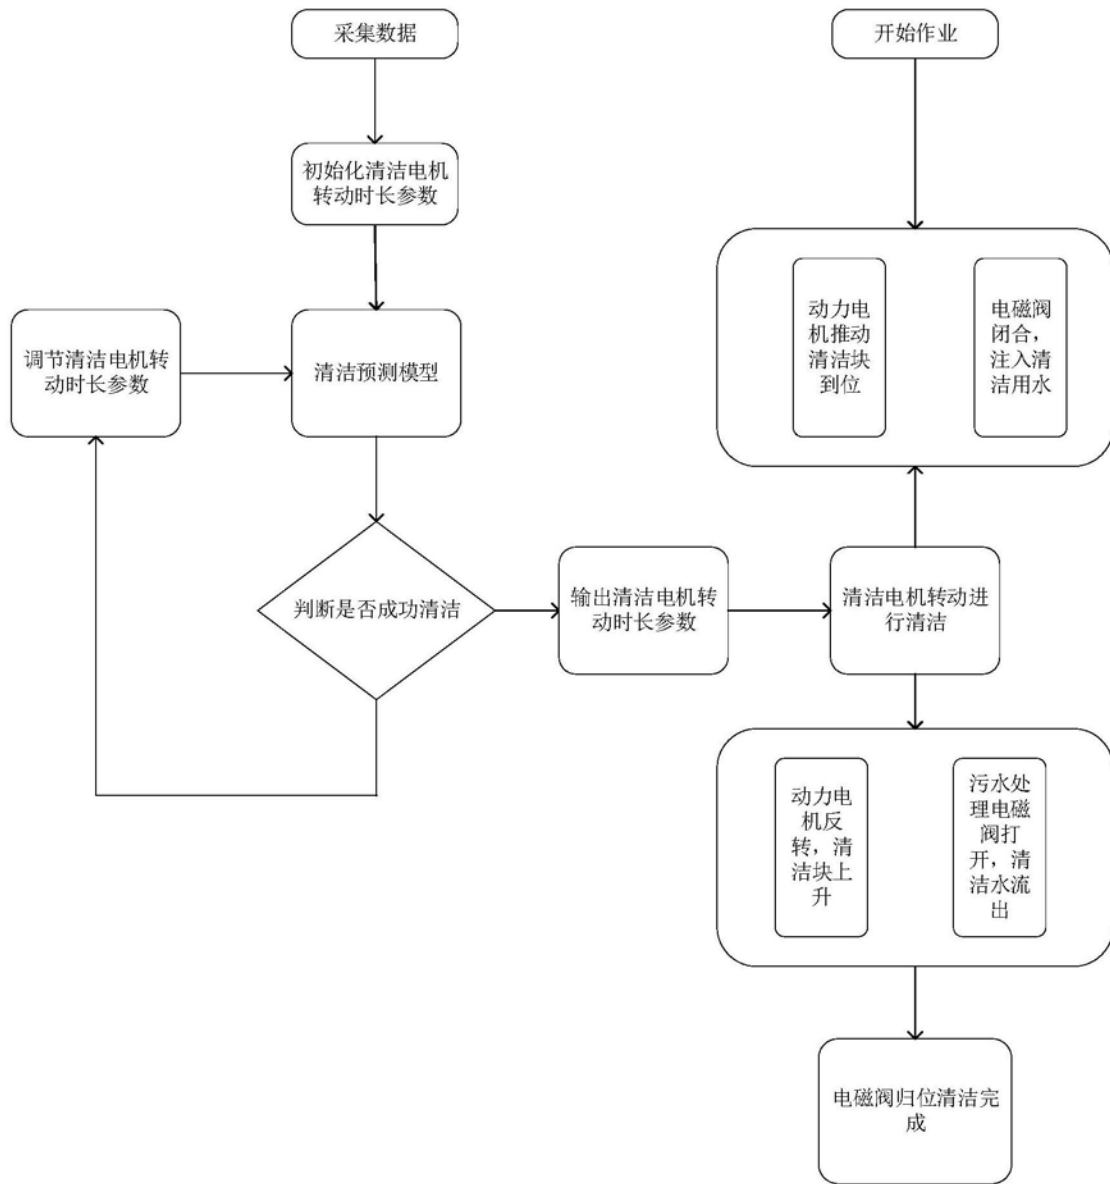 采集数据
初始化清洁电机
转动时长参数
调节清洁电机转
动时长参数
清洁预测模型
判断是否成功清洁
输出清洁电机转
动时长参数
开始作业
动力电
机推动
清洁块
到位
电磁阀
闭合，
注入清
洁用水
清洁电机转动进
行清洁
动力电
机反
转，清
洁块上
升
污水处
理电磁
阀打
开，清
洁水流
出
电磁阀归位清洁完
成